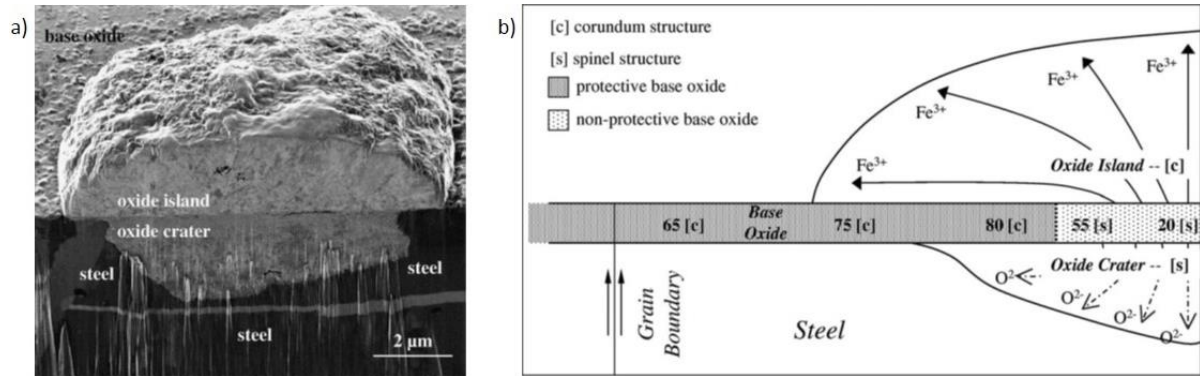 a)
base oxide
oxide island
oxide crater
steel
steel
steel
2 µm
b)
[c] corundum structure
[s] spinel structure
protective base oxide
non-protective base oxide
Fe³⁺
Fe³⁺
Fe³⁺
Fe³⁺
Oxide Island -- [c]
65 [c]
Base
Oxide
75 [c]
80 [c]
55 [s]
20 [s]
Oxide Crater -- [s]
O²⁻
O²⁻
O²⁻
O²⁻
Grain
Boundary
Steel